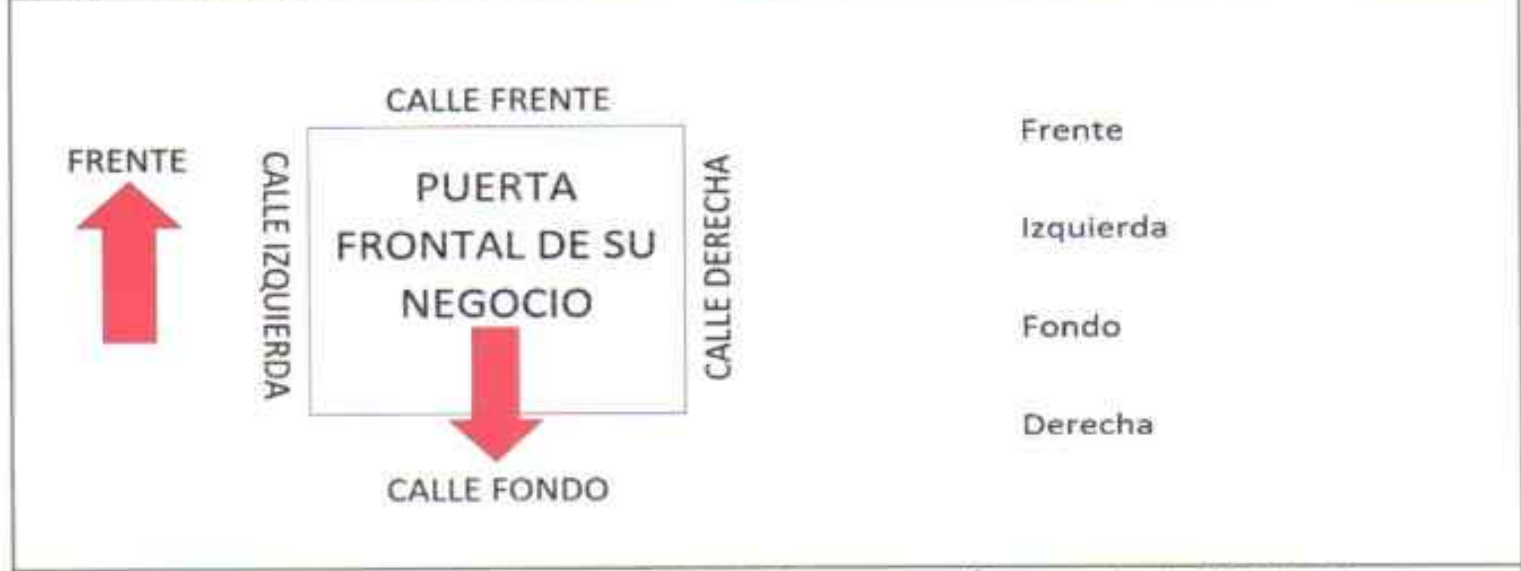 CALLE FRENTE
FRENTE
CALLE IZQUIERDA
PUERTA
FRONTAL DE SU
NEGOCIO
CALLE DERECHA
CALLE FONDO
Frente
Izquierda
Fondo
Derecha